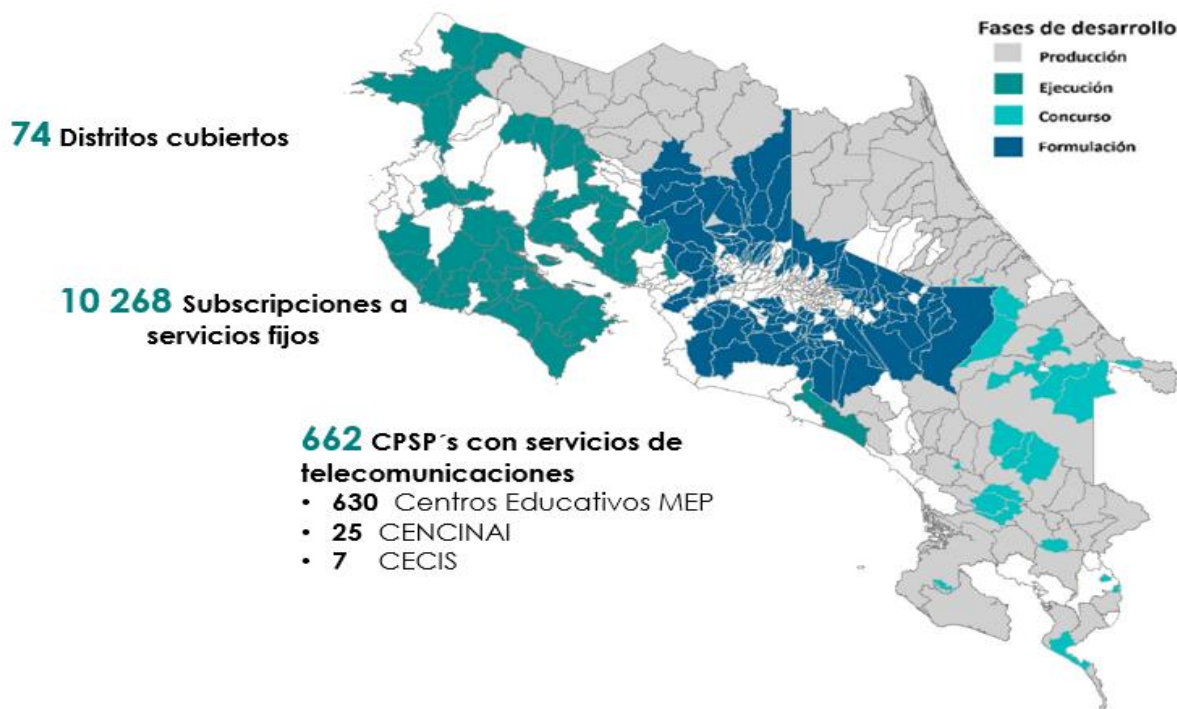 Fases de desarrollo
Producción
Ejecución
Concurso
Formulación
74 Distritos cubiertos
10 268 Subscripciones a
servicios fijos
662 CPSP´s con servicios de
telecomunicaciones
• 630 Centros Educativos MEP
• 25 CENCINAI
• 7 CECIS